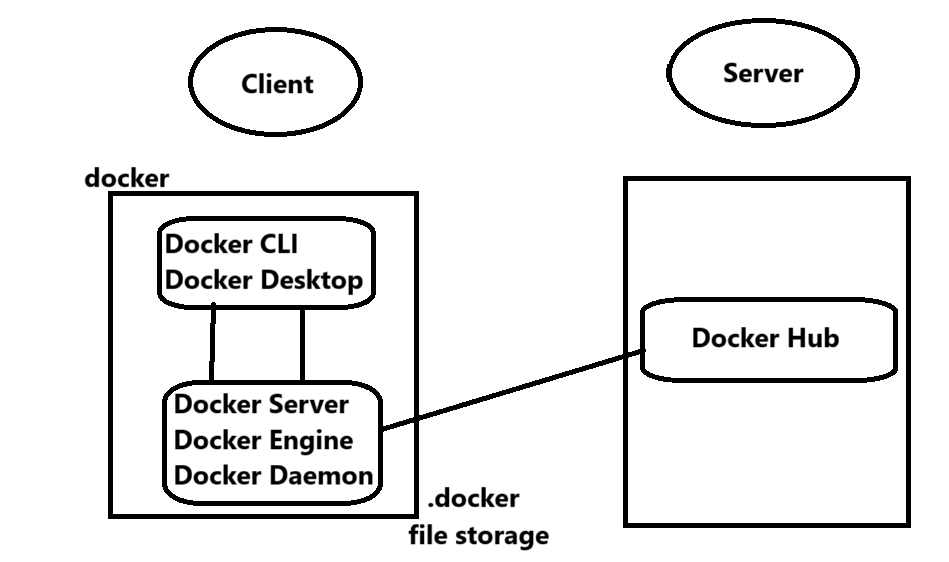 Client
Server
docker
Docker CLI
Docker Desktop
Docker Hub
Docker Server
Docker Engine
Docker Daemon
.docker
file storage